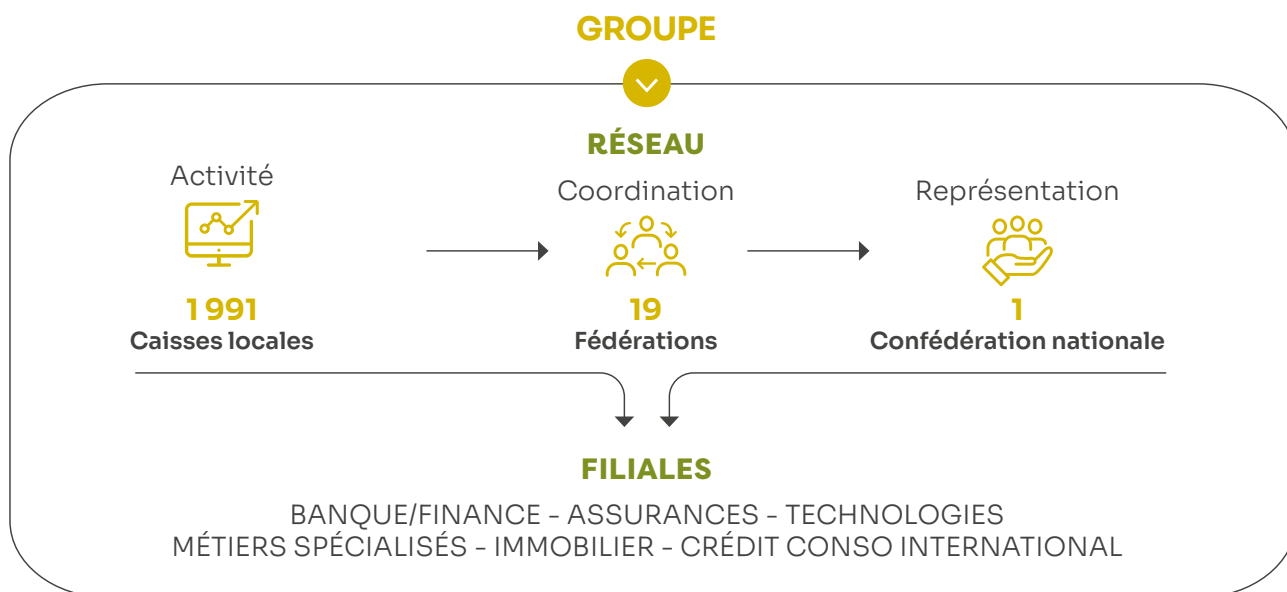 GROUPE
RÉSEAU
Activité
1 991
Caisses locales
Coordination
19
Fédérations
Représentation
1
Confédération nationale
FILIALES
BANQUE/FINANCE - ASSURANCES - TECHNOLOGIES
MÉTIERS SPÉCIALISÉS - IMMOBILIER - CRÉDIT CONSO INTERNATIONAL